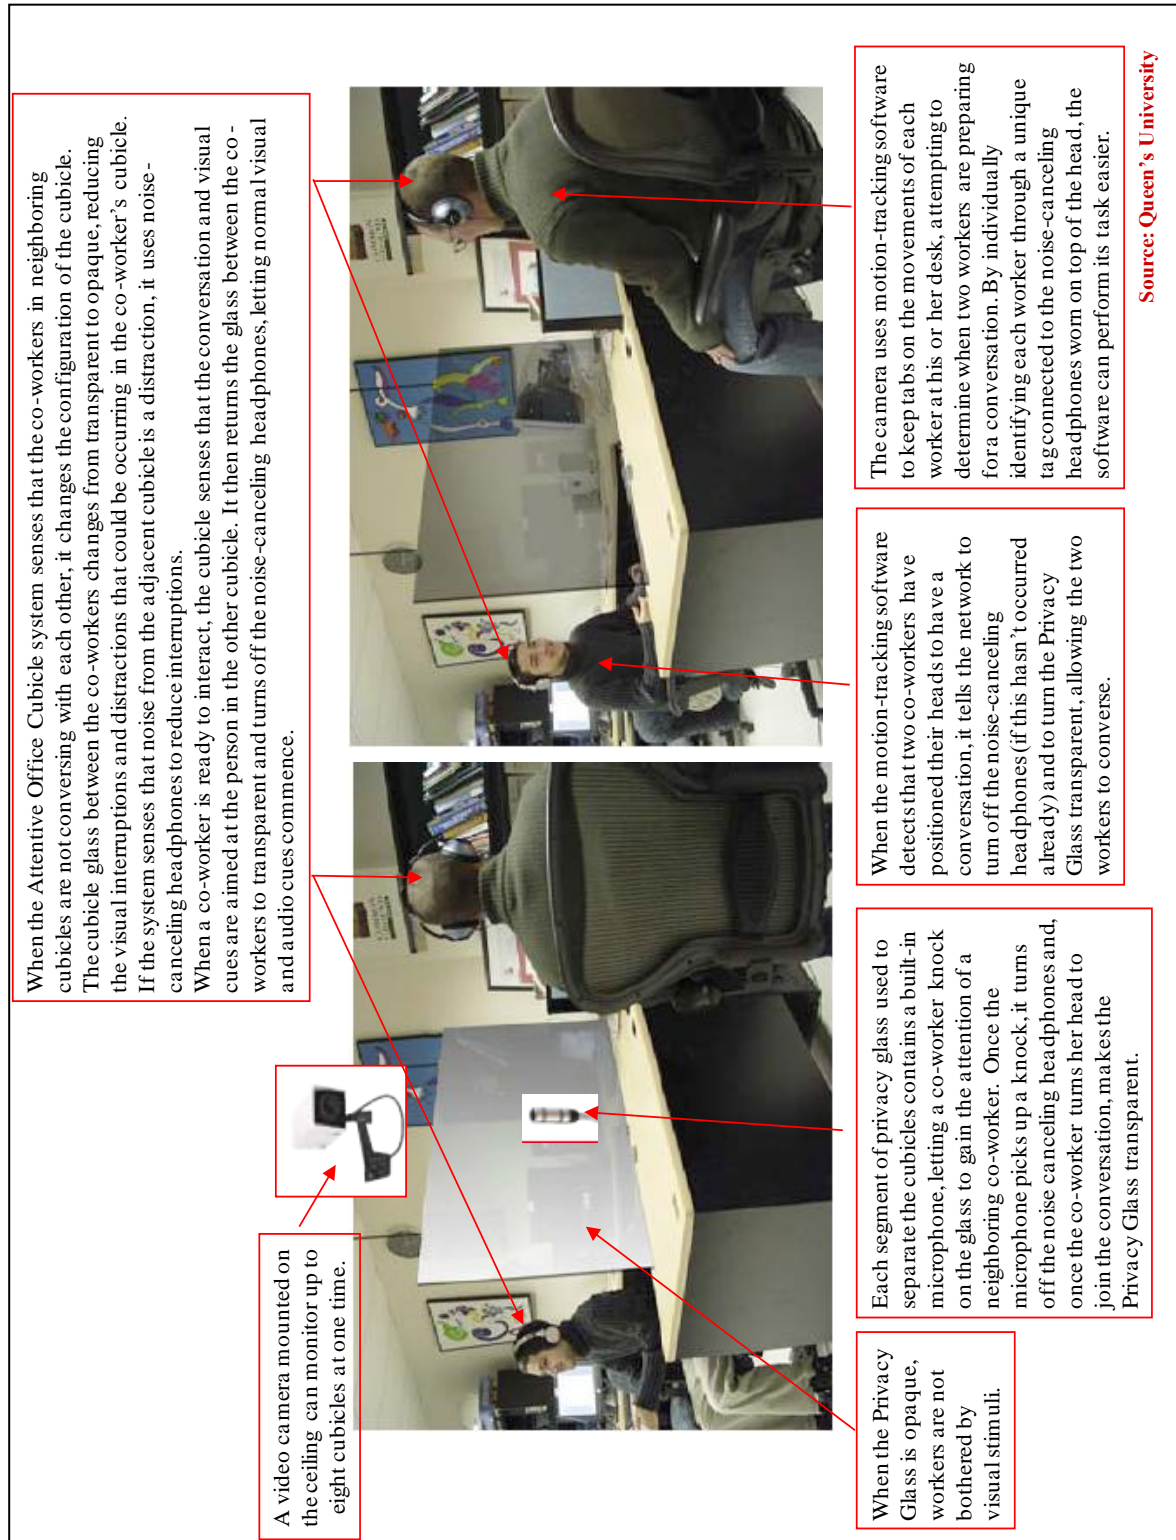 When the Attentive Office Cubicle system senses that the co-workers in neighboring
cubicles are not conversing with each other, it changes the configuration of the cubicle.
The cubicle glass between the co-workers changes from transparent to opaque, reducing
the visual interruptions and distractions that could be occurring in the co-worker's cubicle.
If the system senses that noise from the adjacent cubicle is a distraction, it uses noise-
canceling headphones to reduce interruptions.
When a co-worker is ready to interact, the cubicle senses that the conversation and visual
cues are aimed at the person in the other cubicle. It then returns the glass between the co-
workers to transparent and turns off the noise-canceling headphones, letting normal visual
and audio cues commence.
A video camera mounted on
the ceiling can monitor up to
eight cubicles at one time.
When the Privacy
Glass is opaque,
workers are not
bothered by
visual stimuli.
Each segment of privacy glass used to
separate the cubicles contains a built-in
microphone, letting a co-worker knock
on the glass to gain the attention of a
neighboring co-worker. Once the
microphone picks up a knock, it turns
off the noise canceling headphones and,
once the co-worker turns her head to
join the conversation, makes the
Privacy Glass transparent.
When the motion-tracking software
detects that two co-workers have
positioned their heads to have a
conversation, it tells the network to
turn off the noise-canceling
headphones (if this hasn't occurred
already) and to turn the Privacy
Glass transparent, allowing the two
workers to converse.
The camera uses motion-tracking software
to keep tabs on the movements of each
worker at his or her desk, attempting to
determine when two workers are preparing
for a conversation. By individually
identifying each worker through a unique
tag connected to the noise-canceling
headphones worn on top of the head, the
software can perform its task easier.
Source: Queen's University